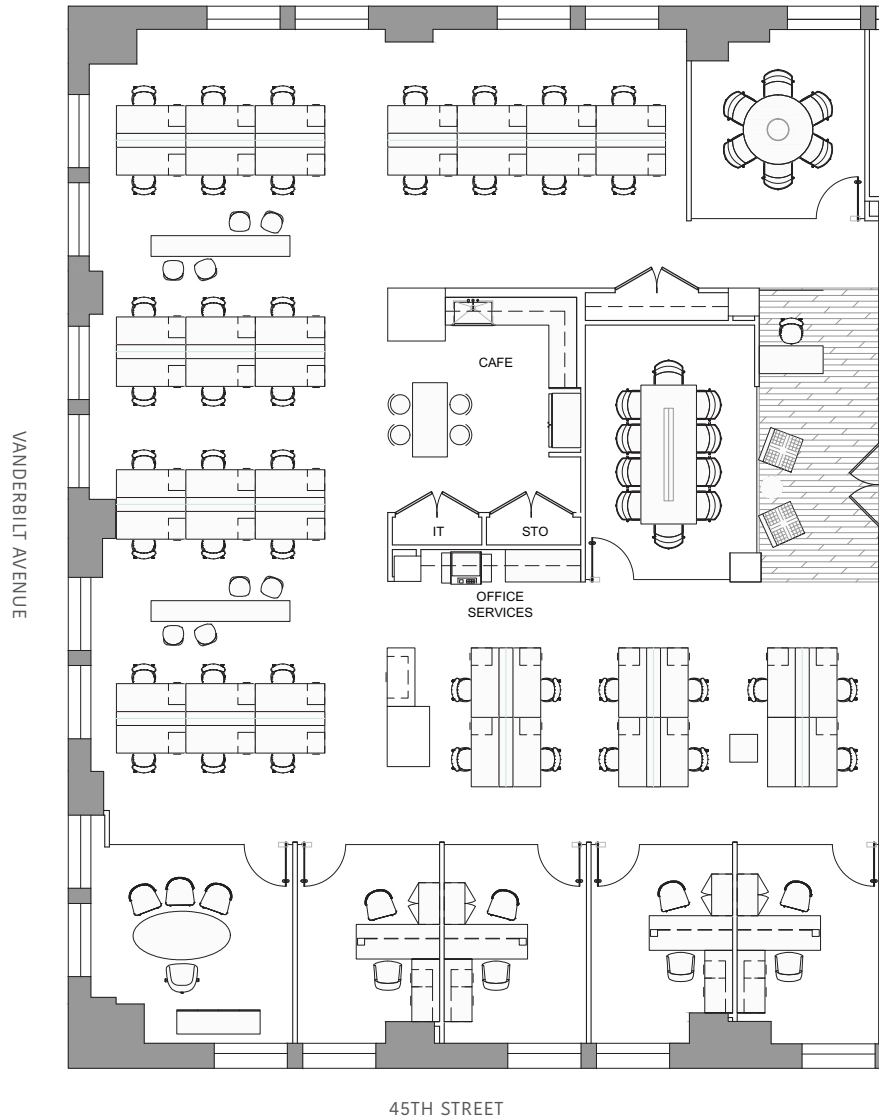 CAFE
VANDERBILT AVENUE
IT
STO
OFFICE
SERVICES
45TH STREET